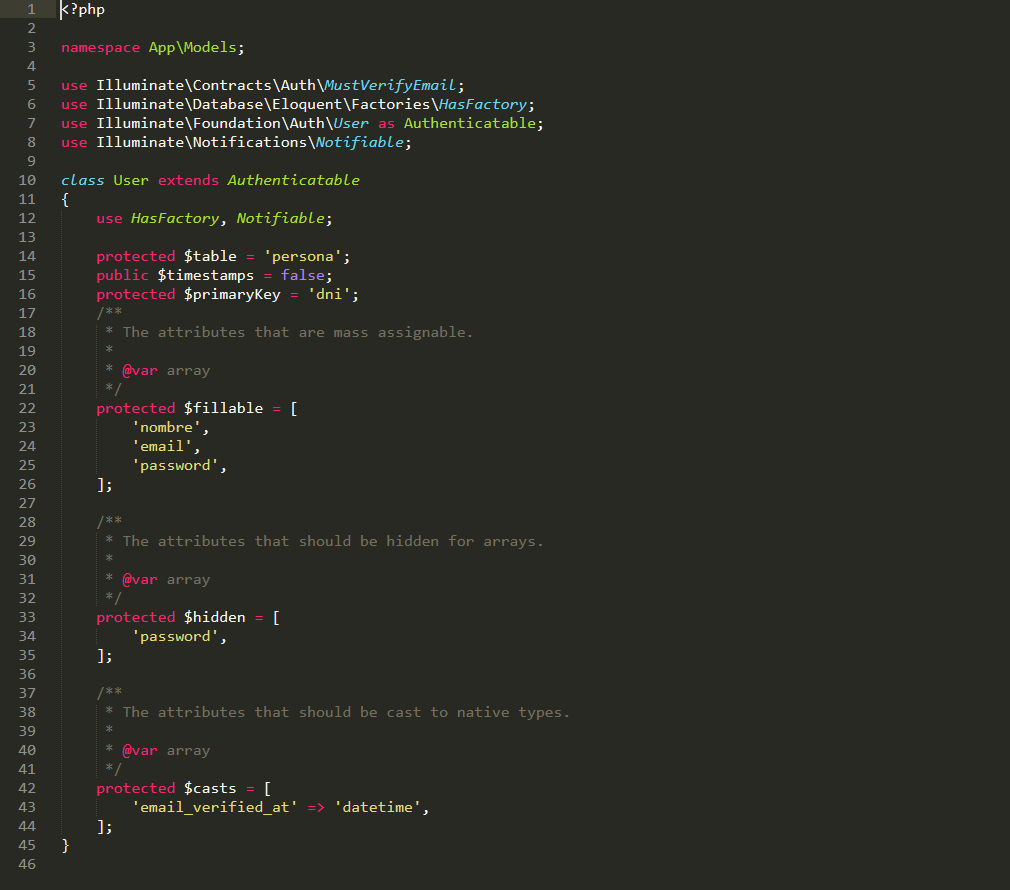 1 <?php
2
3 namespace App\Models;
4
5 use Illuminate\Contracts\Auth\MustVerifyEmail;
6 use Illuminate\Database\Eloquent\Factories\HasFactory;
7 use Illuminate\Foundation\Auth\User as Authenticatable;
8 use Illuminate\Notifications\Notifiable;
9
10 class User extends Authenticatable
11 {
12     use HasFactory, Notifiable;
13
14     protected $table = 'persona';
15     public $timestamps = false;
16     protected $primaryKey = 'dni';
17     /**
18      * The attributes that are mass assignable.
19      *
20      * @var array
21      */
22     protected $fillable = [
23         'nombre',
24         'email',
25         'password',
26     ];
27
28     /**
29      * The attributes that should be hidden for arrays.
30      *
31      * @var array
32      */
33     protected $hidden = [
34         'password',
35     ];
36
37     /**
38      * The attributes that should be cast to native types.
39      *
40      * @var array
41      */
42     protected $casts = [
43         'email_verified_at' => 'datetime',
44     ];
45 }
46